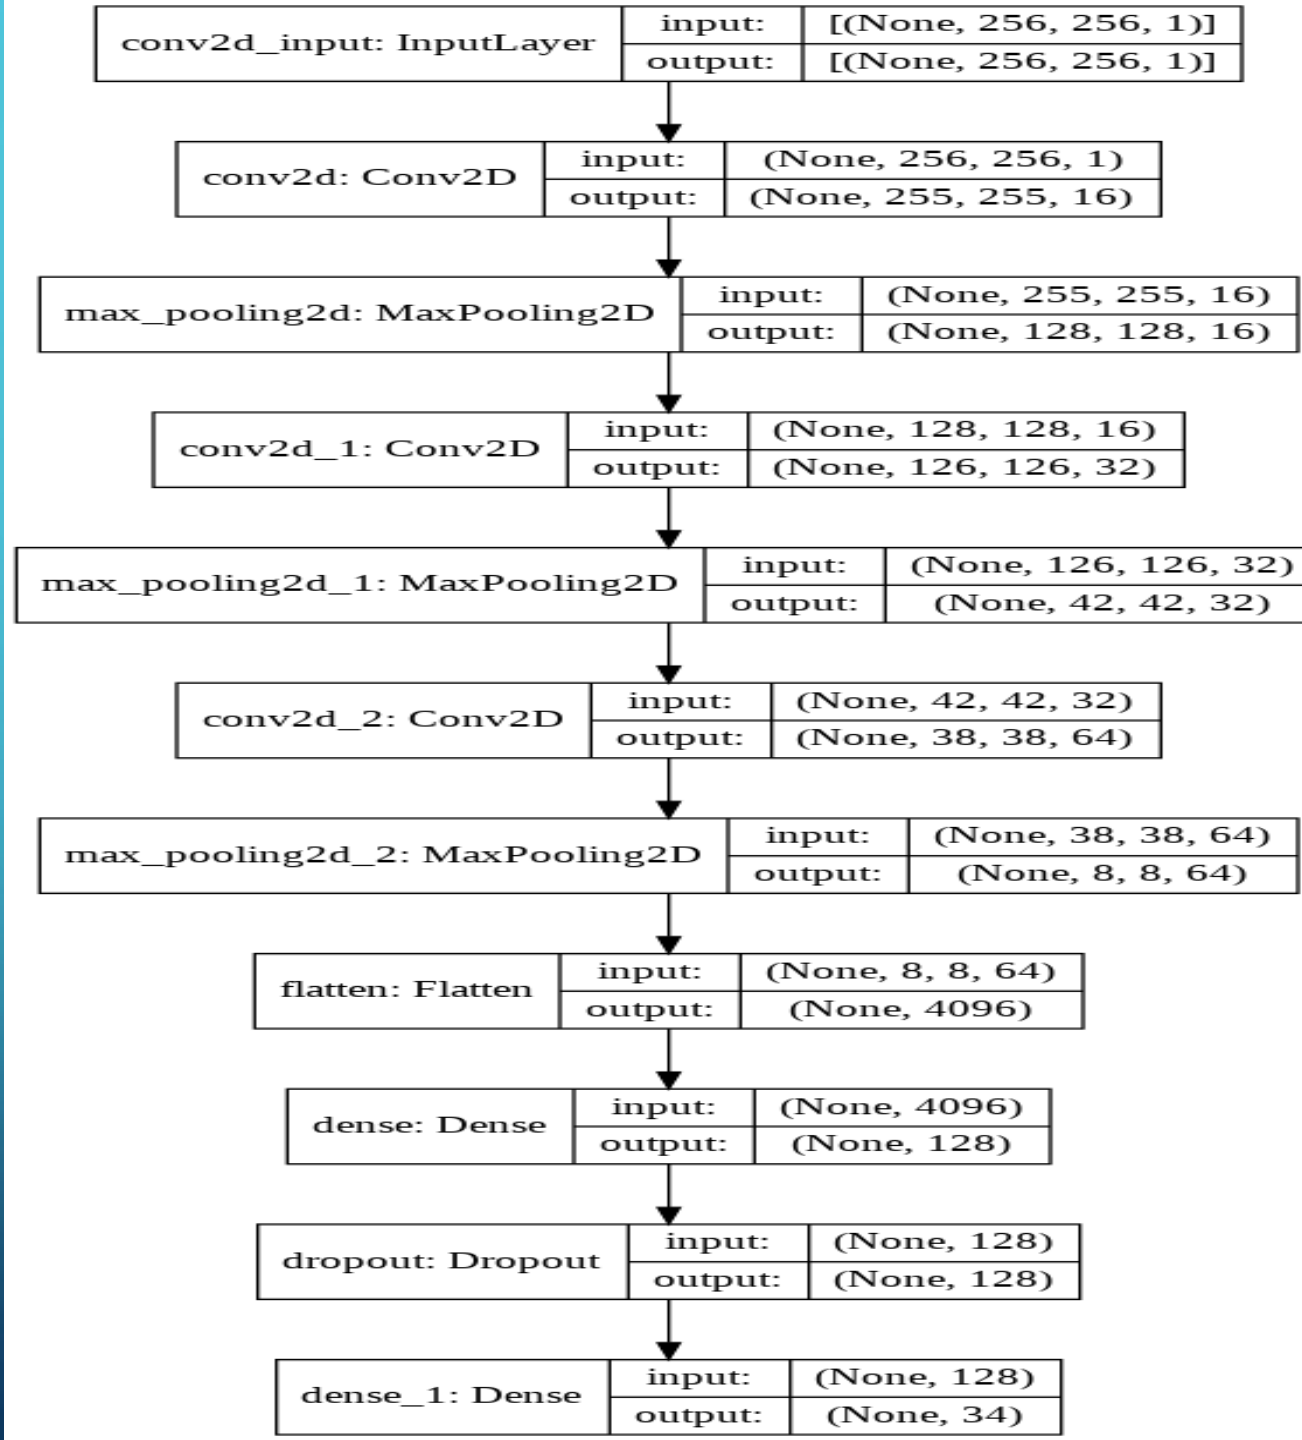 conv2d_input: InputLayer
input: [(None, 256, 256, 1)]
output: [(None, 256, 256, 1)]
conv2d: Conv2D
input: (None, 256, 256, 1)
output: (None, 255, 255, 16)
max_pooling2d: MaxPooling2D
input: (None, 255, 255, 16)
output: (None, 128, 128, 16)
conv2d_1: Conv2D
input: (None, 128, 128, 16)
output: (None, 126, 126, 32)
max_pooling2d_1: MaxPooling2D
input: (None, 126, 126, 32)
output: (None, 42, 42, 32)
conv2d_2: Conv2D
input: (None, 42, 42, 32)
output: (None, 38, 38, 64)
max_pooling2d_2: MaxPooling2D
input: (None, 38, 38, 64)
output: (None, 8, 8, 64)
flatten: Flatten
input: (None, 8, 8, 64)
output: (None, 4096)
dense: Dense
input: (None, 4096)
output: (None, 128)
dropout: Dropout
input: (None, 128)
output: (None, 128)
dense_1: Dense
input: (None, 128)
output: (None, 34)